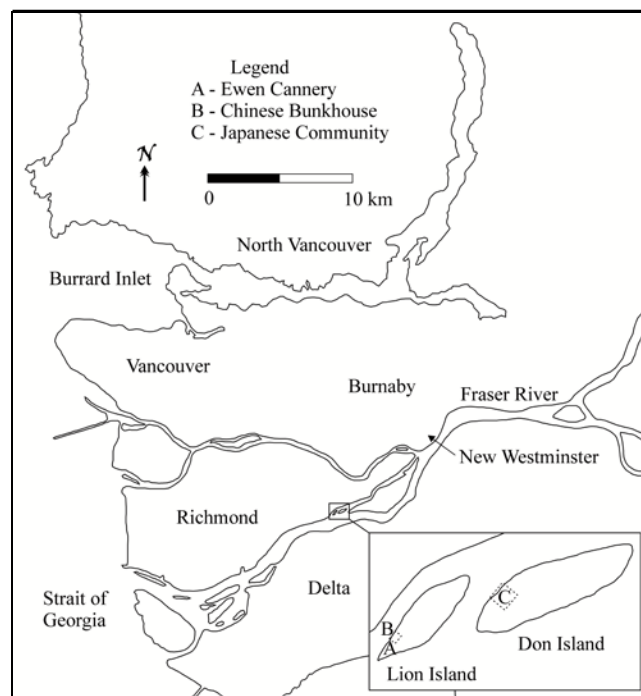 Legend
A - Ewen Cannery
B - Chinese Bunkhouse
C - Japanese Community
N
0 10 km
North Vancouver
Burrard Inlet
Vancouver
Burnaby
Fraser River
New Westminster
Richmond
Strait of
Georgia
Delta
C
B
A
Don Island
Lion Island